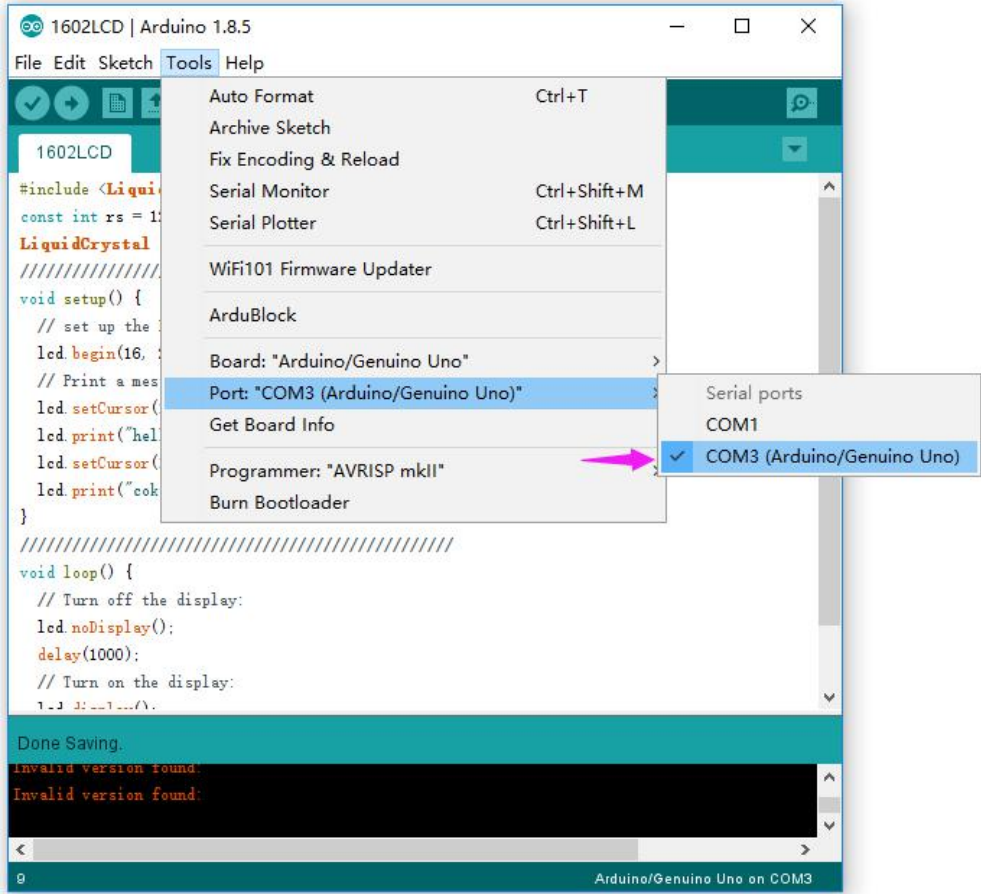 1602LCD | Arduino 1.8.5
File Edit Sketch Tools Help
Auto Format Ctrl+T
Archive Sketch
Fix Encoding & Reload
Serial Monitor Ctrl+Shift+M
Serial Plotter Ctrl+Shift+L
WiFi101 Firmware Updater
ArduBlock
Board: "Arduino/Genuino Uno"
Port: "COM3 (Arduino/Genuino Uno)"
Get Board Info
Programmer: "AVRISP mkII"
Burn Bootloader
Serial ports
COM1
COM3 (Arduino/Genuino Uno)
1602LCD
#include <Liqui
const int rs = 1
LiquidCrystal
////////////////
void setup() {
// set up the
lcd.begin(16,
// Print a mes
lcd.setCursor(
lcd.print("hel
lcd.setCursor(
lcd.print("cok
}
//////////////////////////////////////////////////
void loop() {
// Turn off the display:
lcd.noDisplay();
delay(1000);
// Turn on the display:
lcd.display();
Done Saving.
Invalid version found:
Invalid version found:
9 Arduino/Genuino Uno on COM3